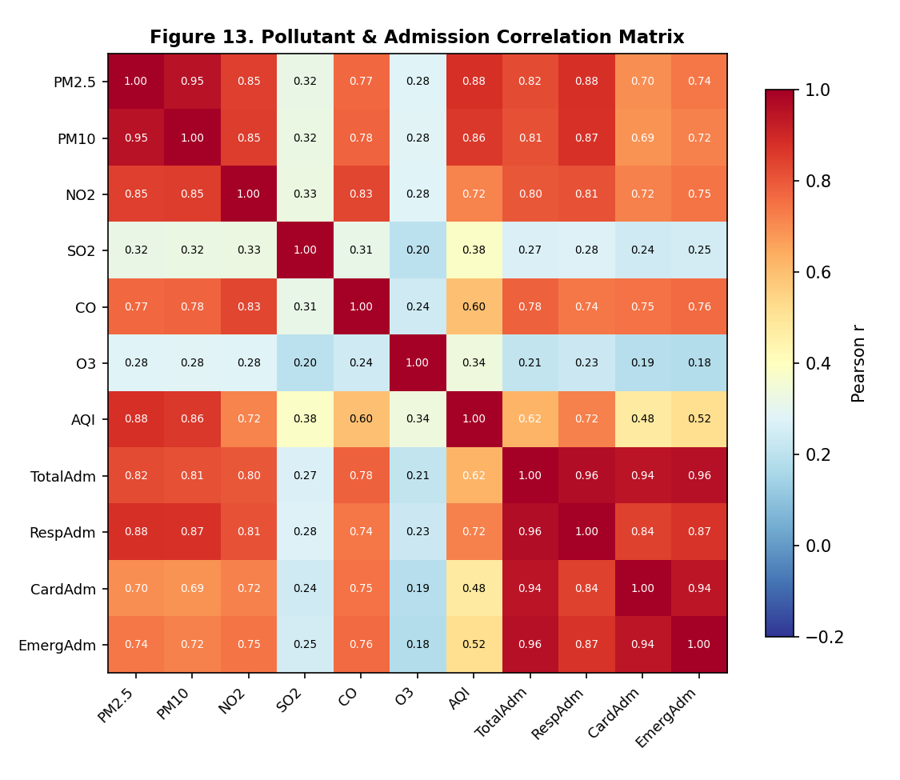 Figure 13. Pollutant & Admission Correlation Matrix
PM2.5 1.00 0.95 0.85 0.32 0.77 0.28 0.88 0.82 0.88 0.70 0.74
PM10 0.95 1.00 0.85 0.32 0.78 0.28 0.86 0.81 0.87 0.69 0.72
NO2 0.85 0.85 1.00 0.33 0.83 0.28 0.72 0.80 0.81 0.72 0.75
SO2 0.32 0.32 0.33 1.00 0.31 0.20 0.38 0.27 0.28 0.24 0.25
CO 0.77 0.78 0.83 0.31 1.00 0.24 0.60 0.78 0.74 0.75 0.76
O3 0.28 0.28 0.28 0.20 0.24 1.00 0.34 0.21 0.23 0.19 0.18
AQI 0.88 0.86 0.72 0.38 0.60 0.34 1.00 0.62 0.72 0.48 0.52
TotalAdm 0.82 0.81 0.80 0.27 0.78 0.21 0.62 1.00 0.96 0.94 0.96
RespAdm 0.88 0.87 0.81 0.28 0.74 0.23 0.72 0.96 1.00 0.84 0.87
CardAdm 0.70 0.69 0.72 0.24 0.75 0.19 0.48 0.94 0.84 1.00 0.94
EmergAdm 0.74 0.72 0.75 0.25 0.76 0.18 0.52 0.96 0.87 0.94 1.00
PM2.5 PM10 NO2 SO2 CO O3 AQI TotalAdm RespAdm CardAdm EmergAdm
1.0
0.8
0.6
0.4
0.2
0.0
−0.2
Pearson r